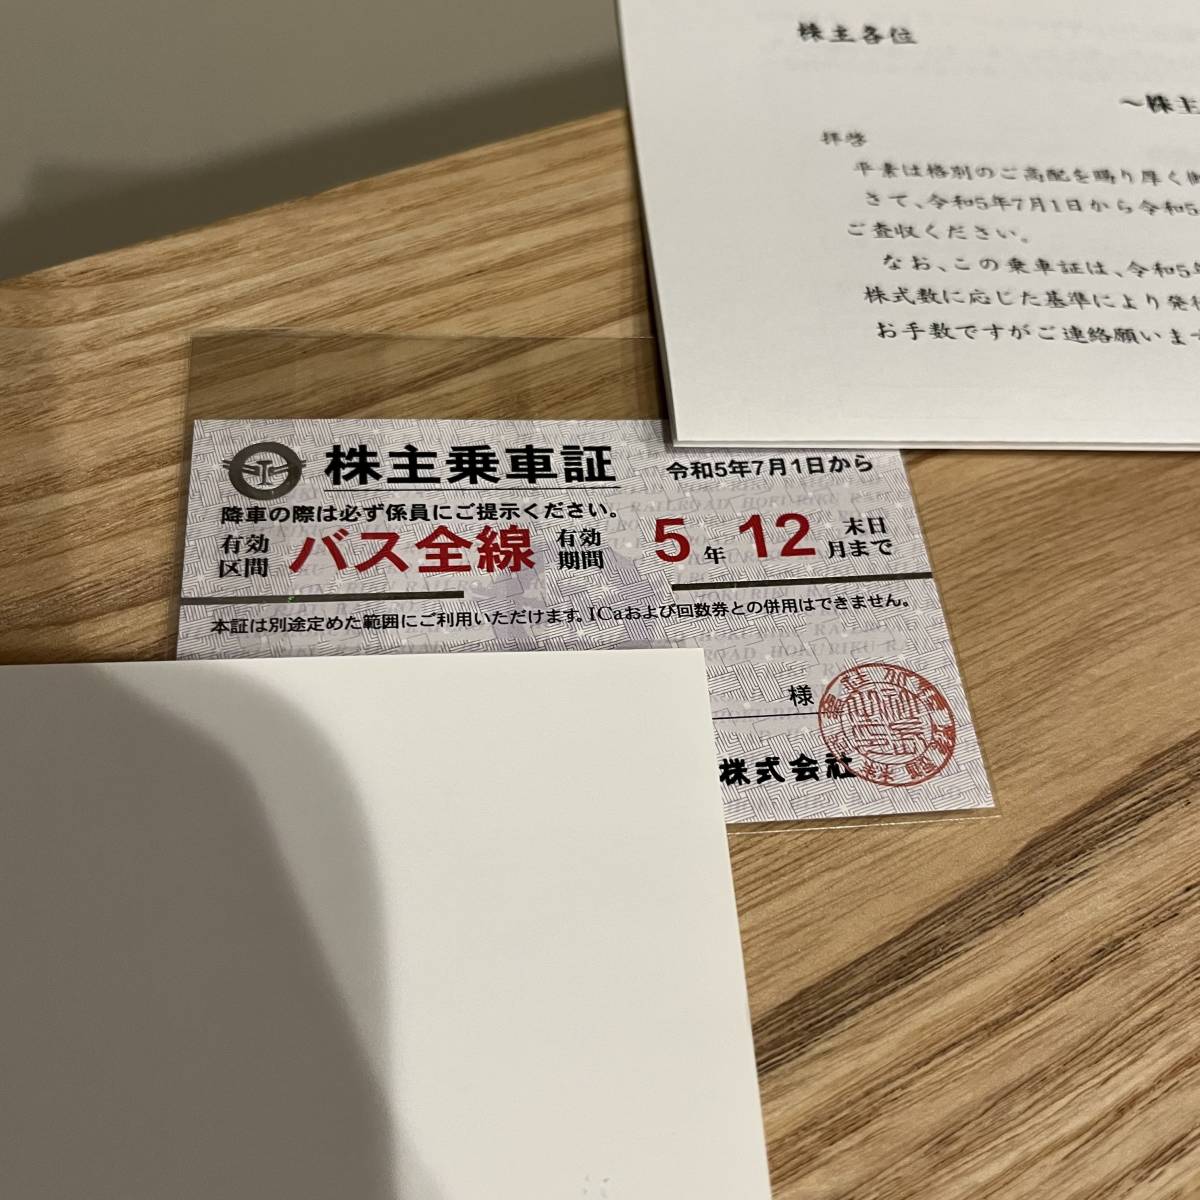 株主各位
～株主
拝啓
平素は格別のご高配を賜り厚く御
さて、令和5年7月1日から令和5
ご査収ください。
なお、この乗車証は、令和5年
株式数に応じた基準により発行
お手数ですがご連絡願います
株主乗車証 令和5年7月1日から
降車の際は必ず係員にご提示ください。
有効区間 バス全線 有効期間 5年12月末日まで
本証は別途定めた範囲にご利用いただけます。ICaおよび回数券との併用はできません。
様
株式会社